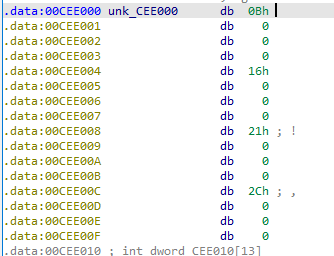 .data:00CEE000 unk_CEE000 db 0Bh
.data:00CEE001 db 0
.data:00CEE002 db 0
.data:00CEE003 db 0
.data:00CEE004 db 16h
.data:00CEE005 db 0
.data:00CEE006 db 0
.data:00CEE007 db 0
.data:00CEE008 db 21h ; !
.data:00CEE009 db 0
.data:00CEE00A db 0
.data:00CEE00B db 0
.data:00CEE00C db 2Ch ; ,
.data:00CEE00D db 0
.data:00CEE00E db 0
.data:00CEE00F db 0
.data:00CEE010 ; int dword_CEE010[13]